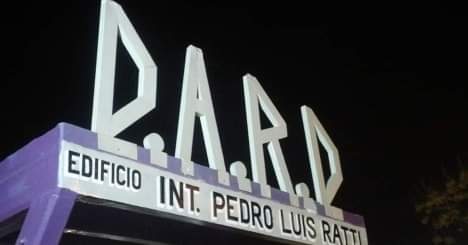 D.A.R.D
EDIFICIO INT. PEDRO LUIS RATTI